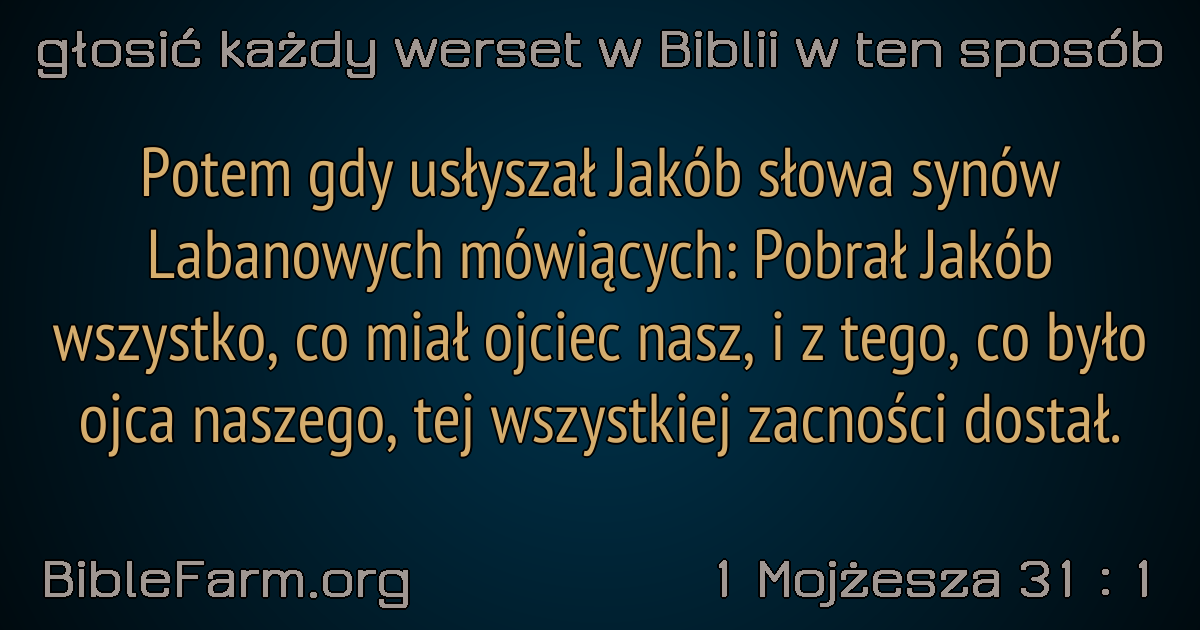 głosić każdy werset w Biblii w ten sposób
Potem gdy usłyszał Jakób słowa synów
Labanowych mówiących: Pobrał Jakób
wszystko, co miał ojciec nasz, i z tego, co było
ojca naszego, tej wszystkiej zacności dostał.
BibleFarm.org
1 Mojżesza 31 : 1